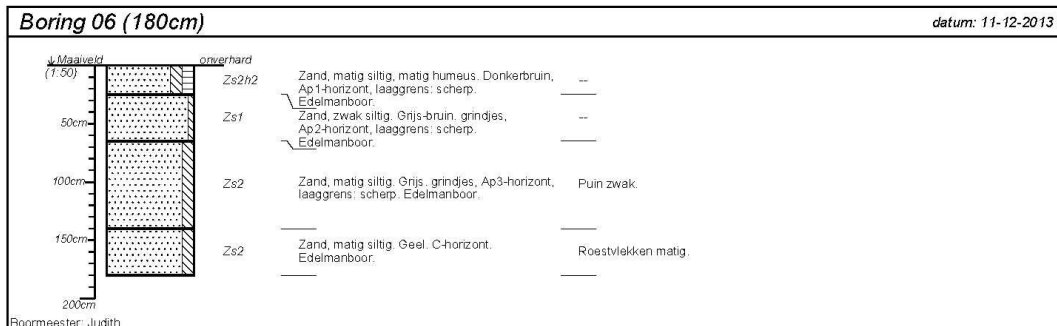 Boring 06 (180cm) datum: 11-12-2013
Maaiveld onverhard
(1:50)
Zs2h2 Zand, matig siltig, matig humeus. Donkerbruin, --
Ap1-horizont, laaggrens: scherp.
Edelmanboor.
50cm Zs1 Zand, zwak siltig. Grijs-bruin. grindjes, --
Ap2-horizont, laaggrens: scherp.
Edelmanboor.
100cm Zs2 Zand, matig siltig. Grijs. grindjes, Ap3-horizont, Puin zwak.
laaggrens: scherp. Edelmanboor.
150cm Zs2 Zand, matig siltig. Geel. C-horizont. Roestvlekken matig.
Edelmanboor.
200cm
Boormeester: Judith